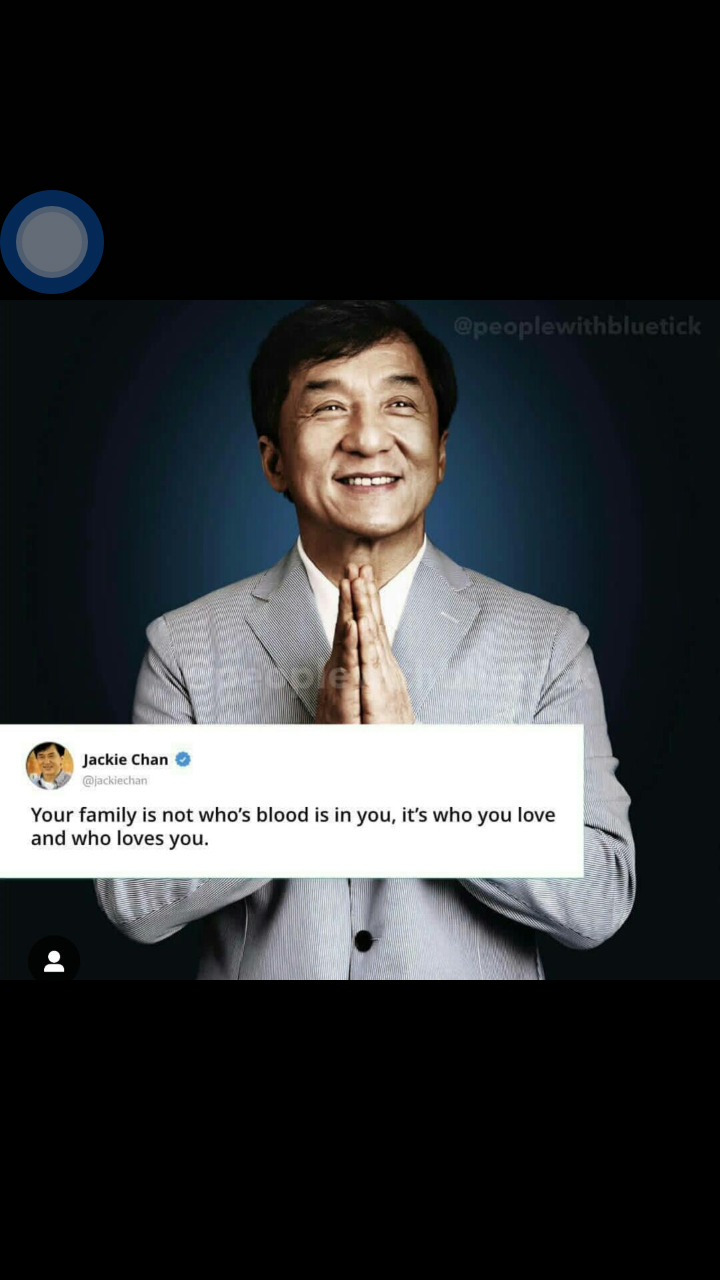 @peoplewithbluetick
@peoplewithbluetick
Jackie Chan
@jackiechan
Your family is not who’s blood is in you, it’s who you love
and who loves you.